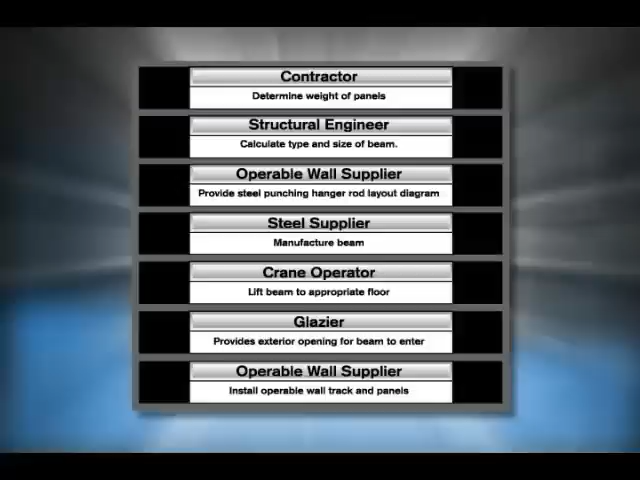 Contractor
Determine weight of panels
Structural Engineer
Calculate type and size of beam.
Operable Wall Supplier
Provide steel punching hanger rod layout diagram
Steel Supplier
Manufacture beam
Crane Operator
Lift beam to appropriate floor
Glazier
Provides exterior opening for beam to enter
Operable Wall Supplier
Install operable wall track and panels